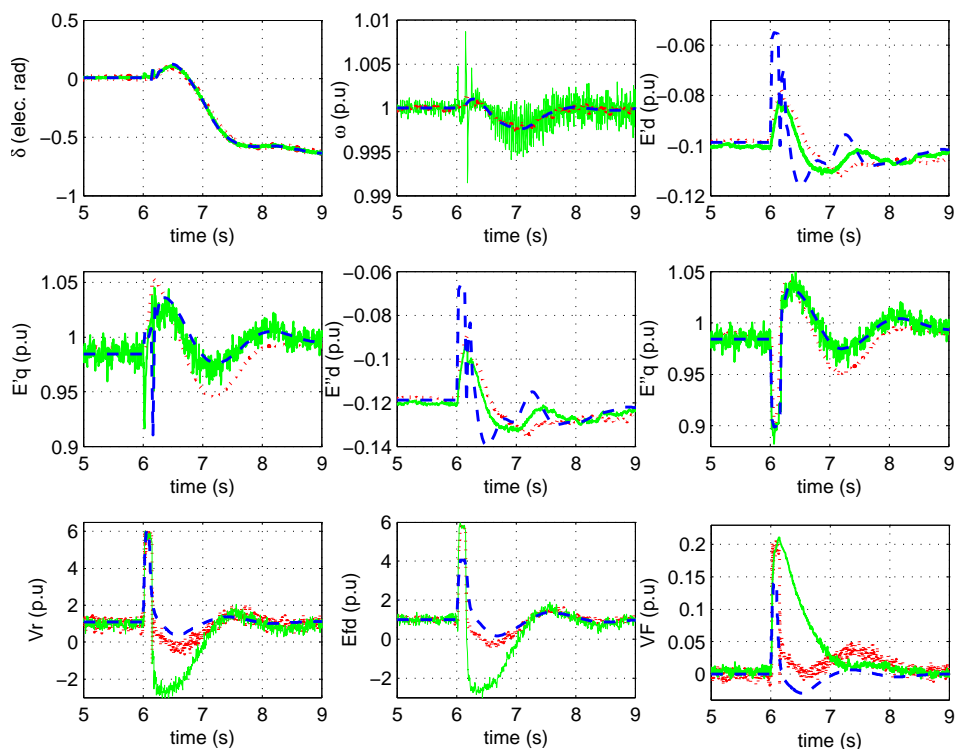 0.5
0
−0.5
−1
δ (elec. rad)
5 6 7 8 9
time (s)
1.01
1.005
1
0.995
0.99
ω (p.u)
5 6 7 8 9
time (s)
−0.06
−0.08
−0.1
−0.12
E'd (p.u)
5 6 7 8 9
time (s)
1.05
1
0.95
0.9
E'q (p.u)
5 6 7 8 9
time (s)
−0.06
−0.08
−0.1
−0.12
−0.14
E''d (p.u)
5 6 7 8 9
time (s)
1.05
1
0.95
0.9
E''q (p.u)
5 6 7 8 9
time (s)
6
4
2
0
−2
Vr (p.u)
5 6 7 8 9
time (s)
6
4
2
0
−2
Efd (p.u)
5 6 7 8 9
time (s)
0.2
0.15
0.1
0.05
0
VF (p.u)
5 6 7 8 9
time (s)